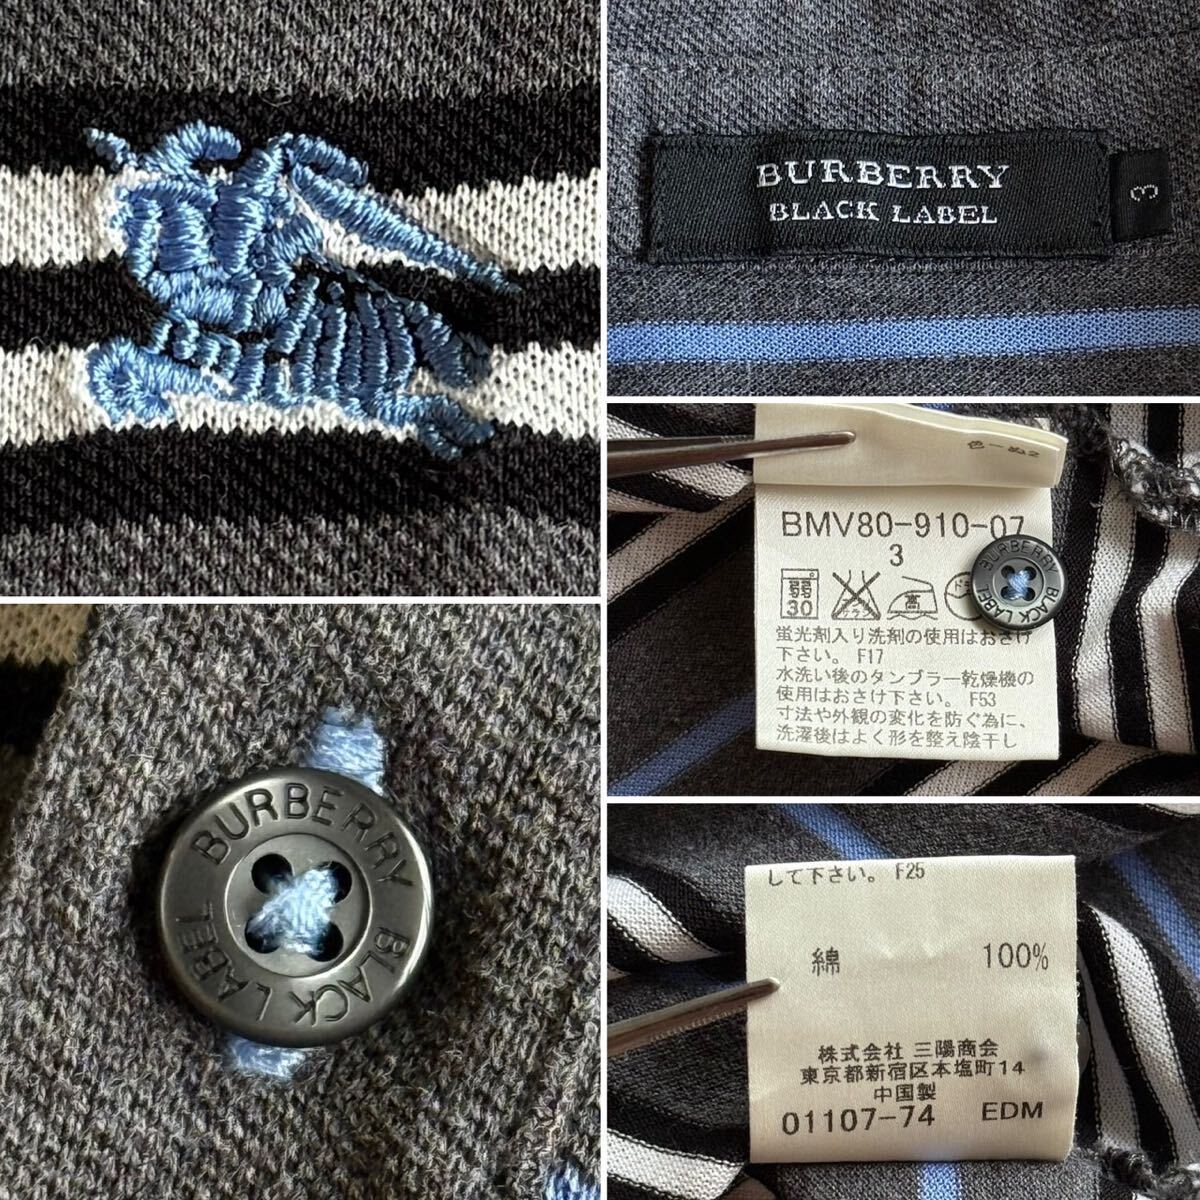 BURBERRY
BLACK LABEL
3
色一ぬ2
BMV80-910-07
3
弱
30
高
ド
BURBERRY BLACK LABEL
蛍光剤入り洗剤の使用はおさけ
下さい。 F17
水洗い後のタンブラー乾燥機の
使用はおさけ下さい。 F53
寸法や外観の変化を防ぐ為に、
洗濯後はよく形を整え陰干し
BURBERRY BLACK LABEL
して下さい。 F25
綿 100%
株式会社 三陽商会
東京都新宿区本塩町14
中国製
01107-74 EDM